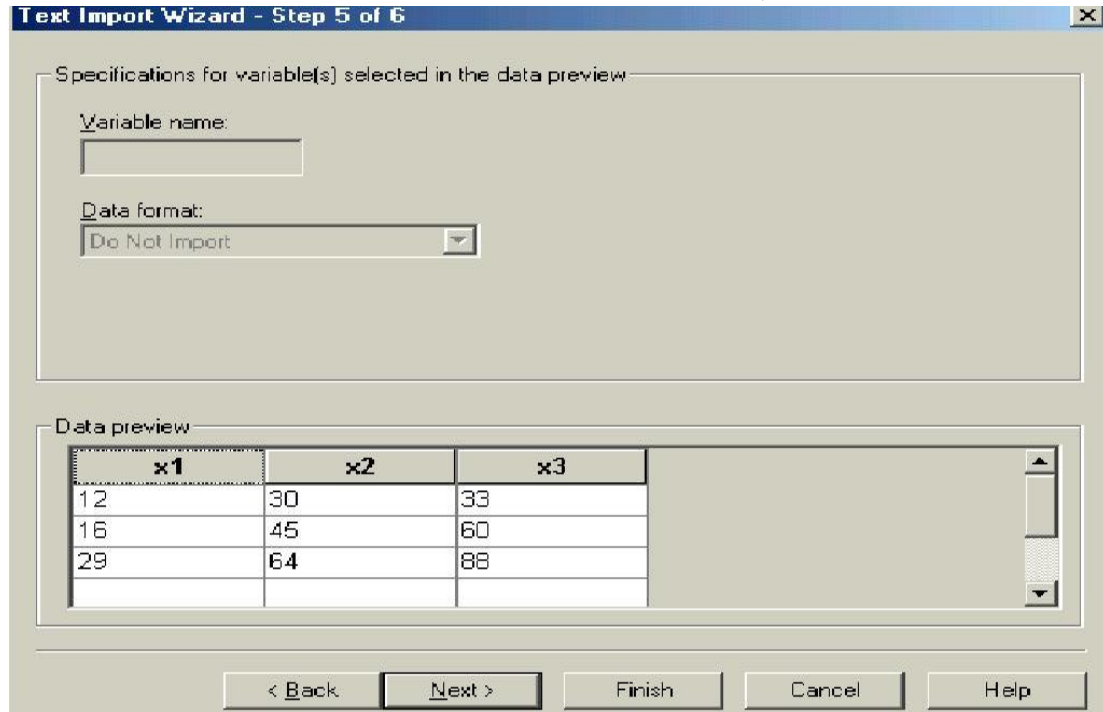 Text Import Wizard - Step 5 of 6
Specifications for variable(s) selected in the data preview
Variable name:
Data format:
Do Not Import
Data preview
x1 x2 x3
12 30 33
16 45 60
29 64 88
< Back Next > Finish Cancel Help